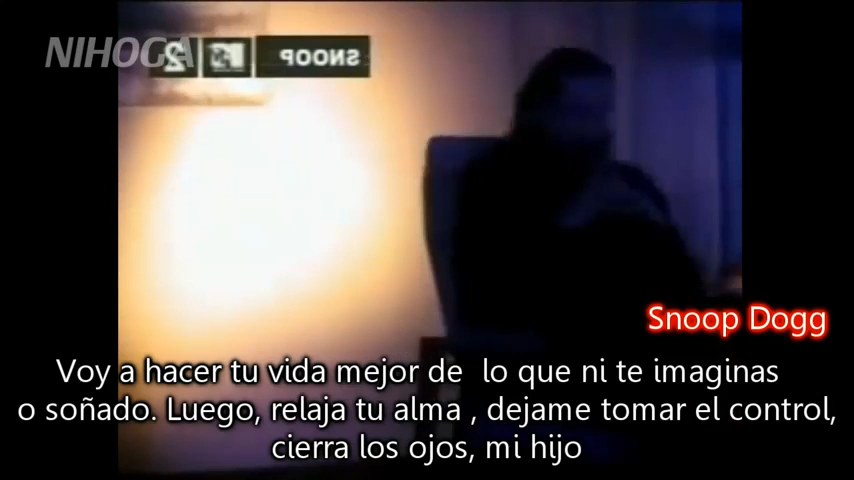 NIHOGA
2
SNOOP
Snoop Dogg
Voy a hacer tu vida mejor de lo que ni te imaginas
o soñado. Luego, relaja tu alma , dejame tomar el control,
cierra los ojos, mi hijo